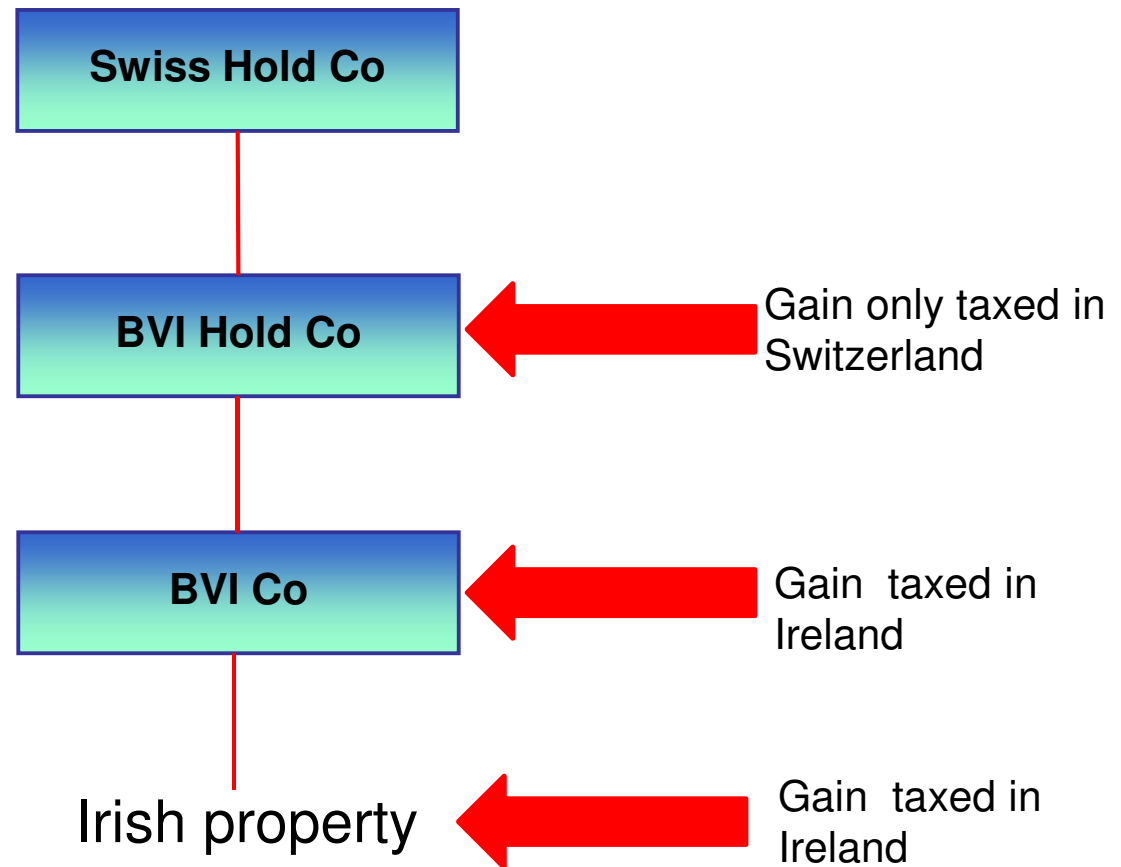 Swiss Hold Co
BVI Hold Co
Gain only taxed in
Switzerland
BVI Co
Gain taxed in
Ireland
Irish property
Gain taxed in
Ireland